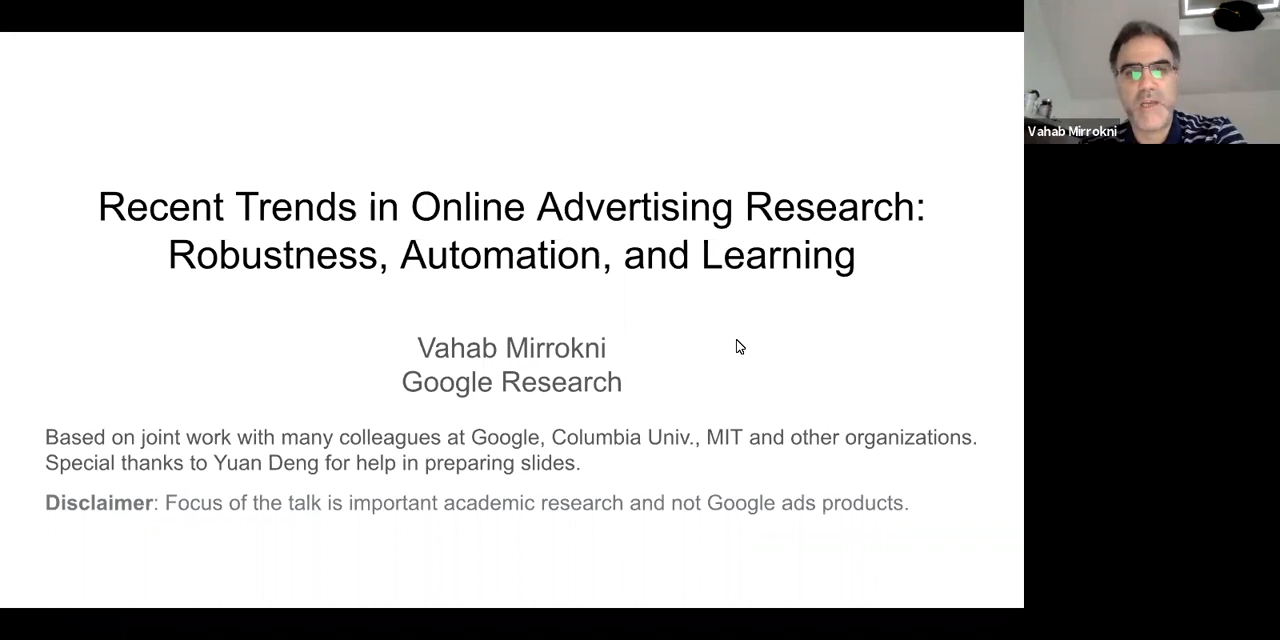 Recent Trends in Online Advertising Research:
Robustness, Automation, and Learning
Vahab Mirrokni
Google Research
Based on joint work with many colleagues at Google, Columbia Univ., MIT and other organizations.
Special thanks to Yuan Deng for help in preparing slides.
Disclaimer: Focus of the talk is important academic research and not Google ads products.
Vahab Mirrokni